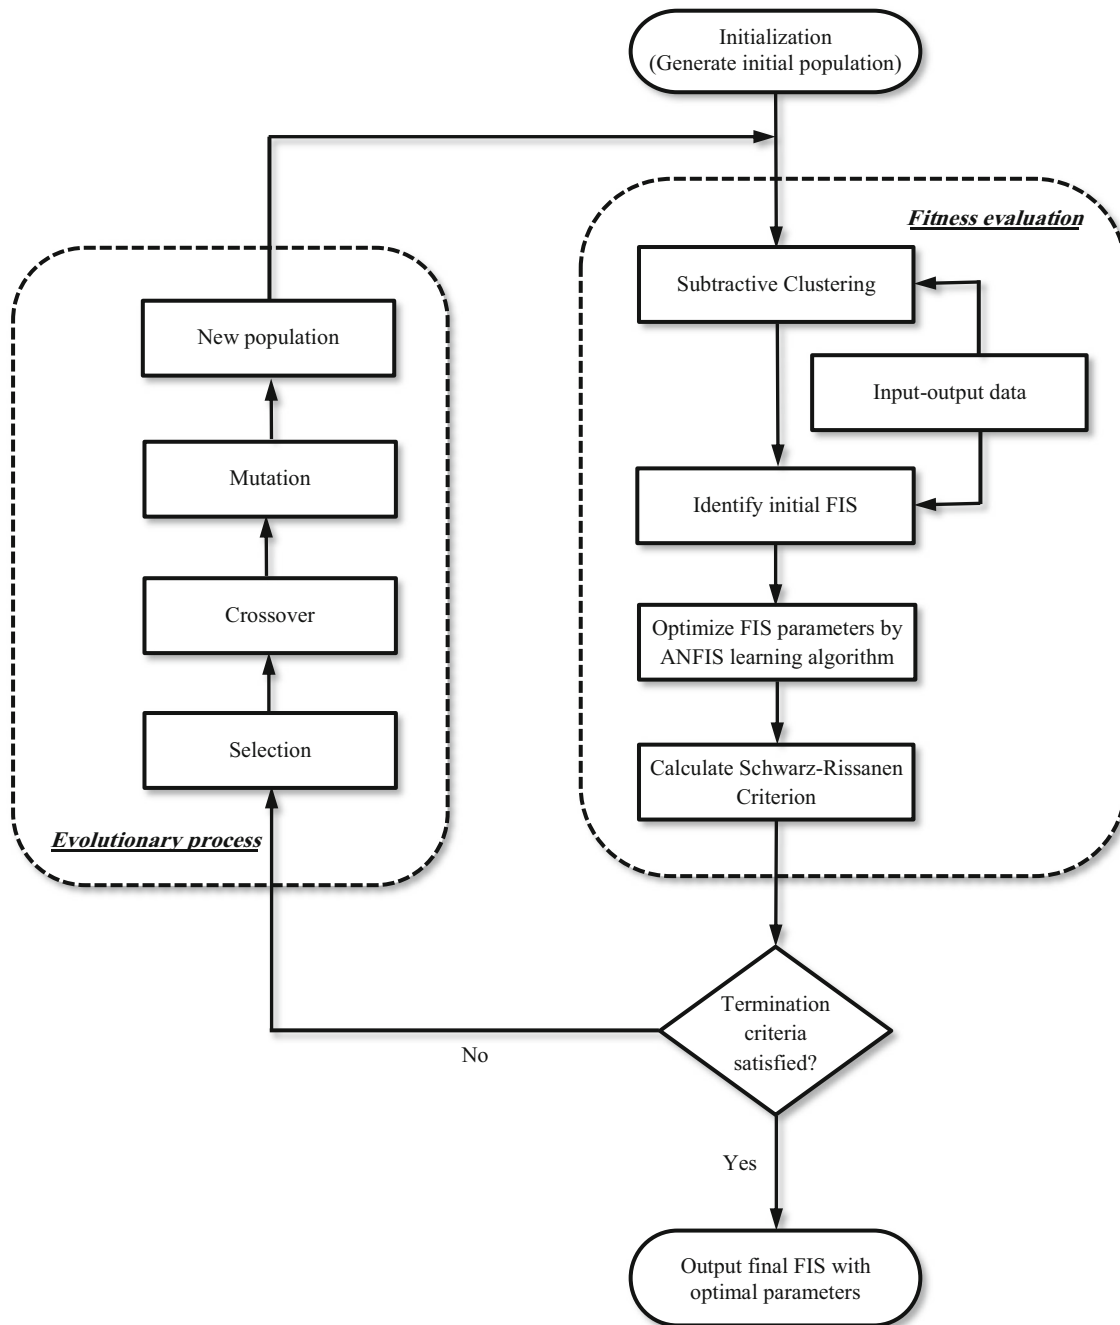 Initialization
(Generate initial population)
Fitness evaluation
Subtractive Clustering
Input-output data
Identify initial FIS
Optimize FIS parameters by
ANFIS learning algorithm
Calculate Schwarz-Rissanen
Criterion
Termination
criteria
satisfied?
No
Yes
Output final FIS with
optimal parameters
New population
Mutation
Crossover
Selection
Evolutionary process